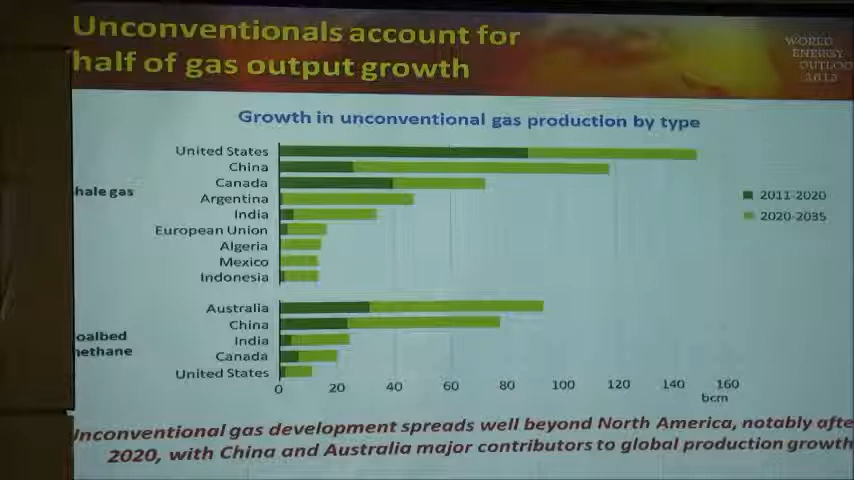 Unconventionals account for
half of gas output growth
WORLD
ENERGY
OUTLOO
2013
Growth in unconventional gas production by type
hale gas
United States
China
Canada
Argentina
India
European Union
Algeria
Mexico
Indonesia
2011-2020
2020-2035
oalbed
nethane
Australia
China
India
Canada
United States
0 20 40 60 80 100 120 140 160
bcm
Unconventional gas development spreads well beyond North America, notably afte
2020, with China and Australia major contributors to global production growth